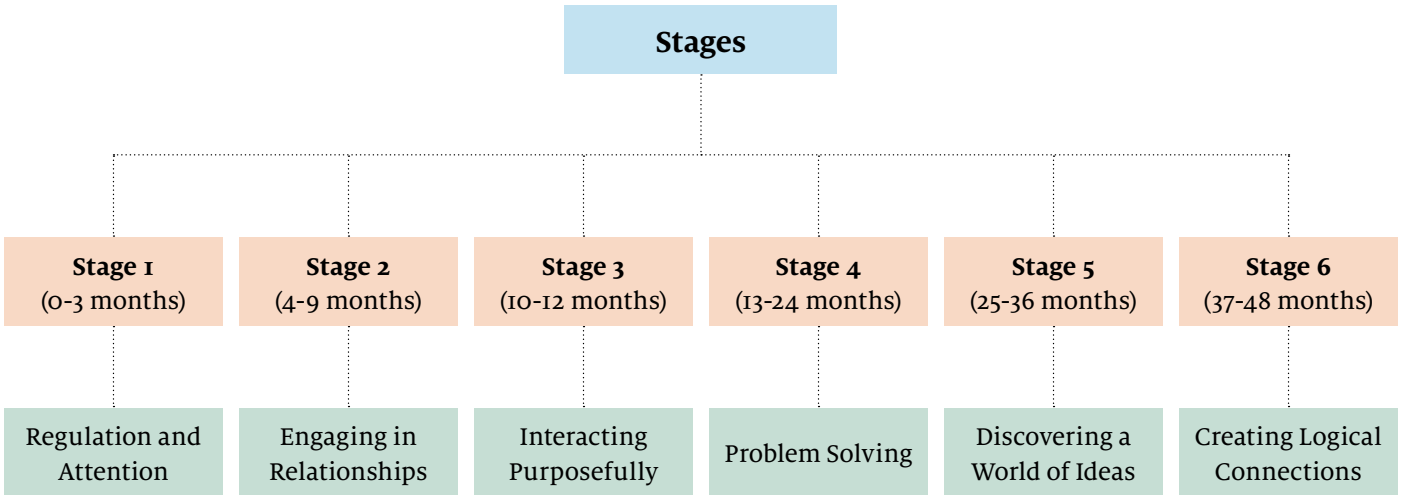 Stages
Stage 1
(0-3 months)
Stage 2
(4-9 months)
Stage 3
(10-12 months)
Stage 4
(13-24 months)
Stage 5
(25-36 months)
Stage 6
(37-48 months)
Regulation and
Attention
Engaging in
Relationships
Interacting
Purposefully
Problem Solving
Discovering a
World of Ideas
Creating Logical
Connections